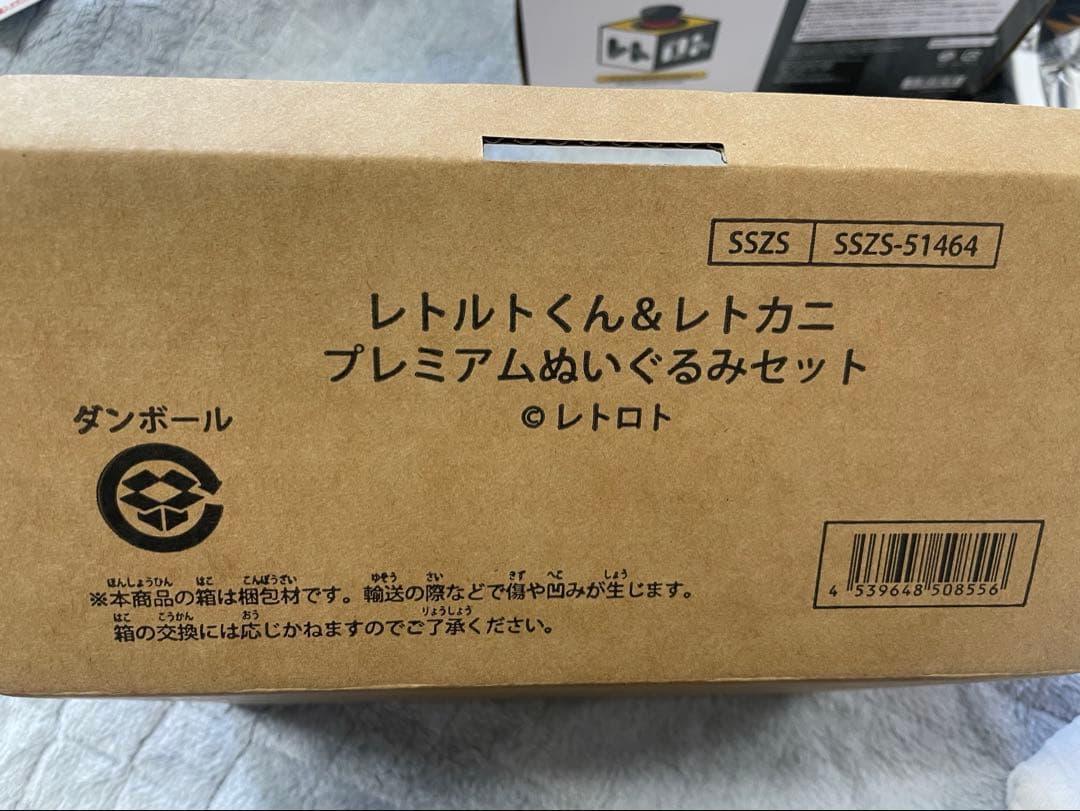 レトロト
SSZS SSZS-51464
レトルトくん&レトカニ
プレミアムぬいぐるみセット
©レトロト
ダンボール
※本商品の箱は梱包材です。輸送の際などで傷や凹みが生じます。
箱の交換には応じかねますのでご了承ください。
4 539648 508556